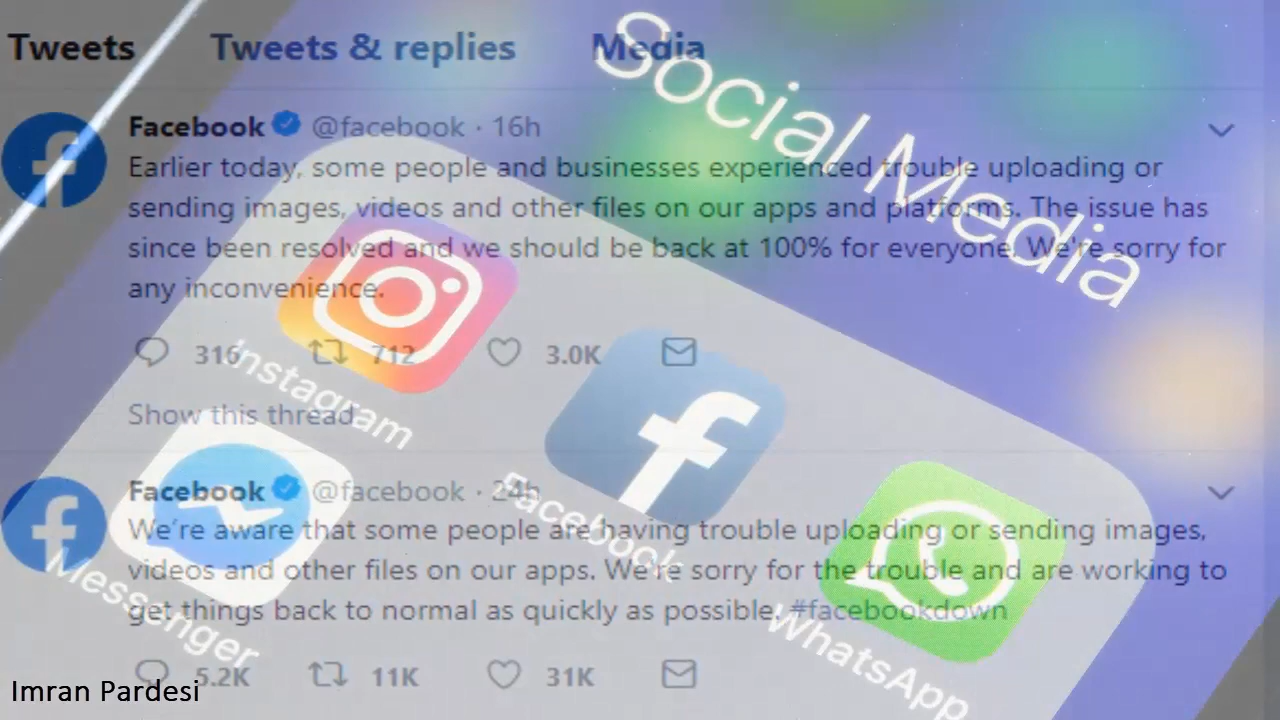 Tweets Tweets & replies Media
Social Media
Facebook @facebook · 16h
Earlier today, some people and businesses experienced trouble uploading or
sending images, videos and other files on our apps and platforms. The issue has
since been resolved and we should be back at 100% for everyone. We're sorry for
any inconvenience.
316 712 3.0K
Instagram
Show this thread
Facebook @facebook · 24h
We’re aware that some people are having trouble uploading or sending images,
videos and other files on our apps. We're sorry for the trouble and are working to
get things back to normal as quickly as possible. #facebookdown
Facebook
Messenger
WhatsApp
5.2K 11K 31K
Imran Pardesi